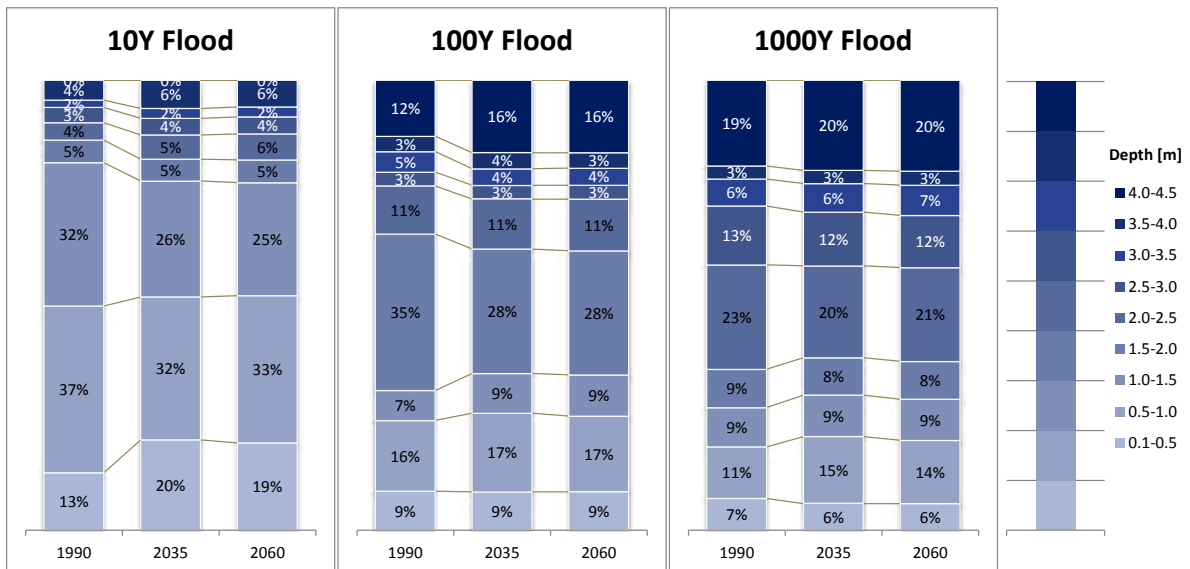 10Y Flood
100Y Flood
1000Y Flood
0% 0% 0%
4% 6% 6%
2% 2% 2%
3% 4% 4%
4% 5% 6%
5% 5% 5%
32% 26% 25%
37% 32% 33%
13% 20% 19%
1990 2035 2060
12% 16% 16%
3% 4% 3%
5% 4% 4%
3% 3% 3%
11% 11% 11%
35% 28% 28%
7% 9% 9%
16% 17% 17%
9% 9% 9%
1990 2035 2060
19% 20% 20%
3% 3% 3%
6% 6% 7%
13% 12% 12%
23% 20% 21%
9% 8% 8%
9% 9% 9%
11% 15% 14%
7% 6% 6%
1990 2035 2060
Depth [m]
4.0-4.5
3.5-4.0
3.0-3.5
2.5-3.0
2.0-2.5
1.5-2.0
1.0-1.5
0.5-1.0
0.1-0.5